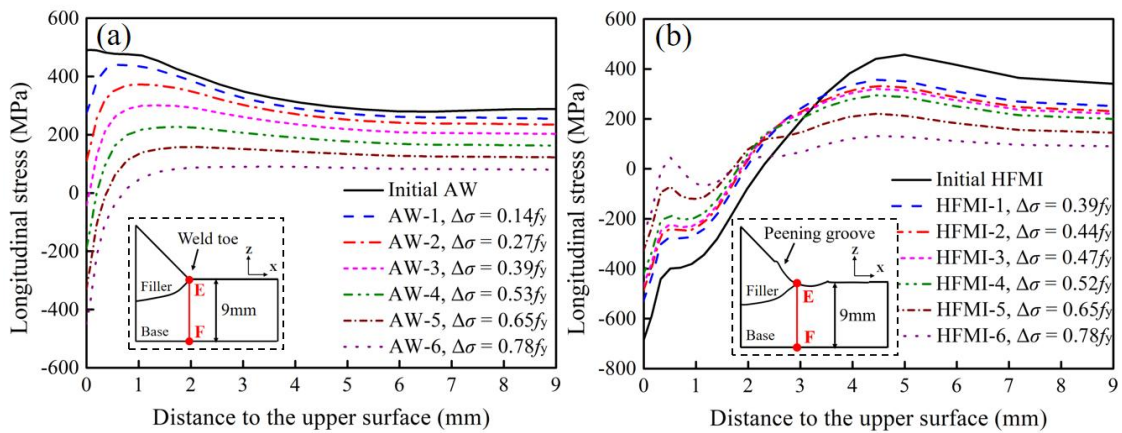 (a)
600
400
200
0
-200
-400
-600
Longitudinal stress (MPa)
0 1 2 3 4 5 6 7 8 9
Distance to the upper surface (mm)
Initial AW
AW-1, Δσ = 0.14fy
AW-2, Δσ = 0.27fy
AW-3, Δσ = 0.39fy
AW-4, Δσ = 0.53fy
AW-5, Δσ = 0.65fy
AW-6, Δσ = 0.78fy
Weld toe
z
x
E
Filler
9mm
Base
F
(b)
600
400
200
0
-200
-400
-600
-800
Longitudinal stress (MPa)
0 1 2 3 4 5 6 7 8 9
Distance to the upper surface (mm)
Initial HFMI
HFMI-1, Δσ = 0.39fy
HFMI-2, Δσ = 0.44fy
HFMI-3, Δσ = 0.47fy
HFMI-4, Δσ = 0.52fy
HFMI-5, Δσ = 0.65fy
HFMI-6, Δσ = 0.78fy
Peening groove
z
x
E
Filler
9mm
Base
F